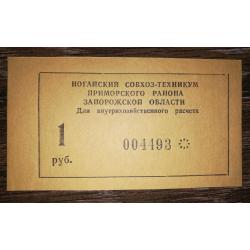 НОГАЙСКИЙ СОВХОЗ-ТЕХНИКУМ
ПРИМОРСКОГО РАЙОНА
ЗАПОРОЖСКОЙ ОБЛАСТИ
Для внутрихозяйственного расчета
1
руб.
004493